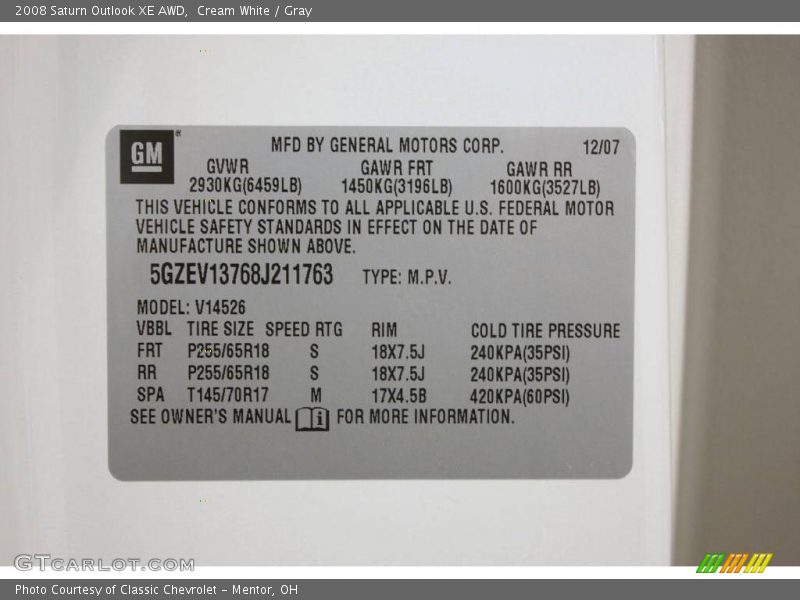 2008 Saturn Outlook XE AWD, Cream White / Gray
GM
MFD BY GENERAL MOTORS CORP. 12/07
GVWR GAWR FRT GAWR RR
2930KG(6459LB) 1450KG(3196LB) 1600KG(3527LB)
THIS VEHICLE CONFORMS TO ALL APPLICABLE U.S. FEDERAL MOTOR
VEHICLE SAFETY STANDARDS IN EFFECT ON THE DATE OF
MANUFACTURE SHOWN ABOVE.
5GZEV13768J211763 TYPE: M.P.V.
MODEL: V14526
VBBL TIRE SIZE SPEED RTG RIM COLD TIRE PRESSURE
FRT P255/65R18 S 18X7.5J 240KPA(35PSI)
RR P255/65R18 S 18X7.5J 240KPA(35PSI)
SPA T145/70R17 M 17X4.5B 420KPA(60PSI)
SEE OWNER'S MANUAL i FOR MORE INFORMATION.
GTCARLOT.COM
Photo Courtesy of Classic Chevrolet - Mentor, OH